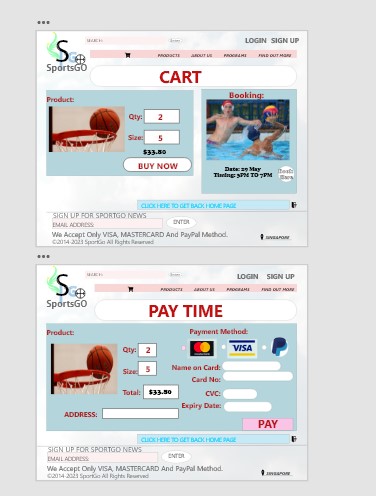 LOGIN SIGN UP
SEARCH:
SportsGO
PRODUCTS ABOUT US PROGRAMS FIND OUT MORE
CART
Product:
Qty: 2
Size: 5
$33.80
BUY NOW
Booking:
Date: 29 May
Timing: 3PM TO 7PM
Book Here
CLICK HERE TO GET BACK HOME PAGE
SIGN UP FOR SPORTGO NEWS
EMAIL ADDRESS:
ENTER
We Accept Only VISA, MASTERCARD And PayPal Method.
©2014-2023 SportGo All Rights Reserved
SINGAPORE
LOGIN SIGN UP
SEARCH:
SportsGO
PRODUCTS ABOUT US PROGRAMS FIND OUT MORE
PAY TIME
Product:
Qty: 2
Size: 5
Total: $33.80
ADDRESS:
Payment Method:
mastercard
VISA
Name on Card:
Card No:
CVC:
Expiry Date:
PAY
CLICK HERE TO GET BACK HOME PAGE
SIGN UP FOR SPORTGO NEWS
EMAIL ADDRESS:
ENTER
We Accept Only VISA, MASTERCARD And PayPal Method.
©2014-2023 SportGo All Rights Reserved
SINGAPORE